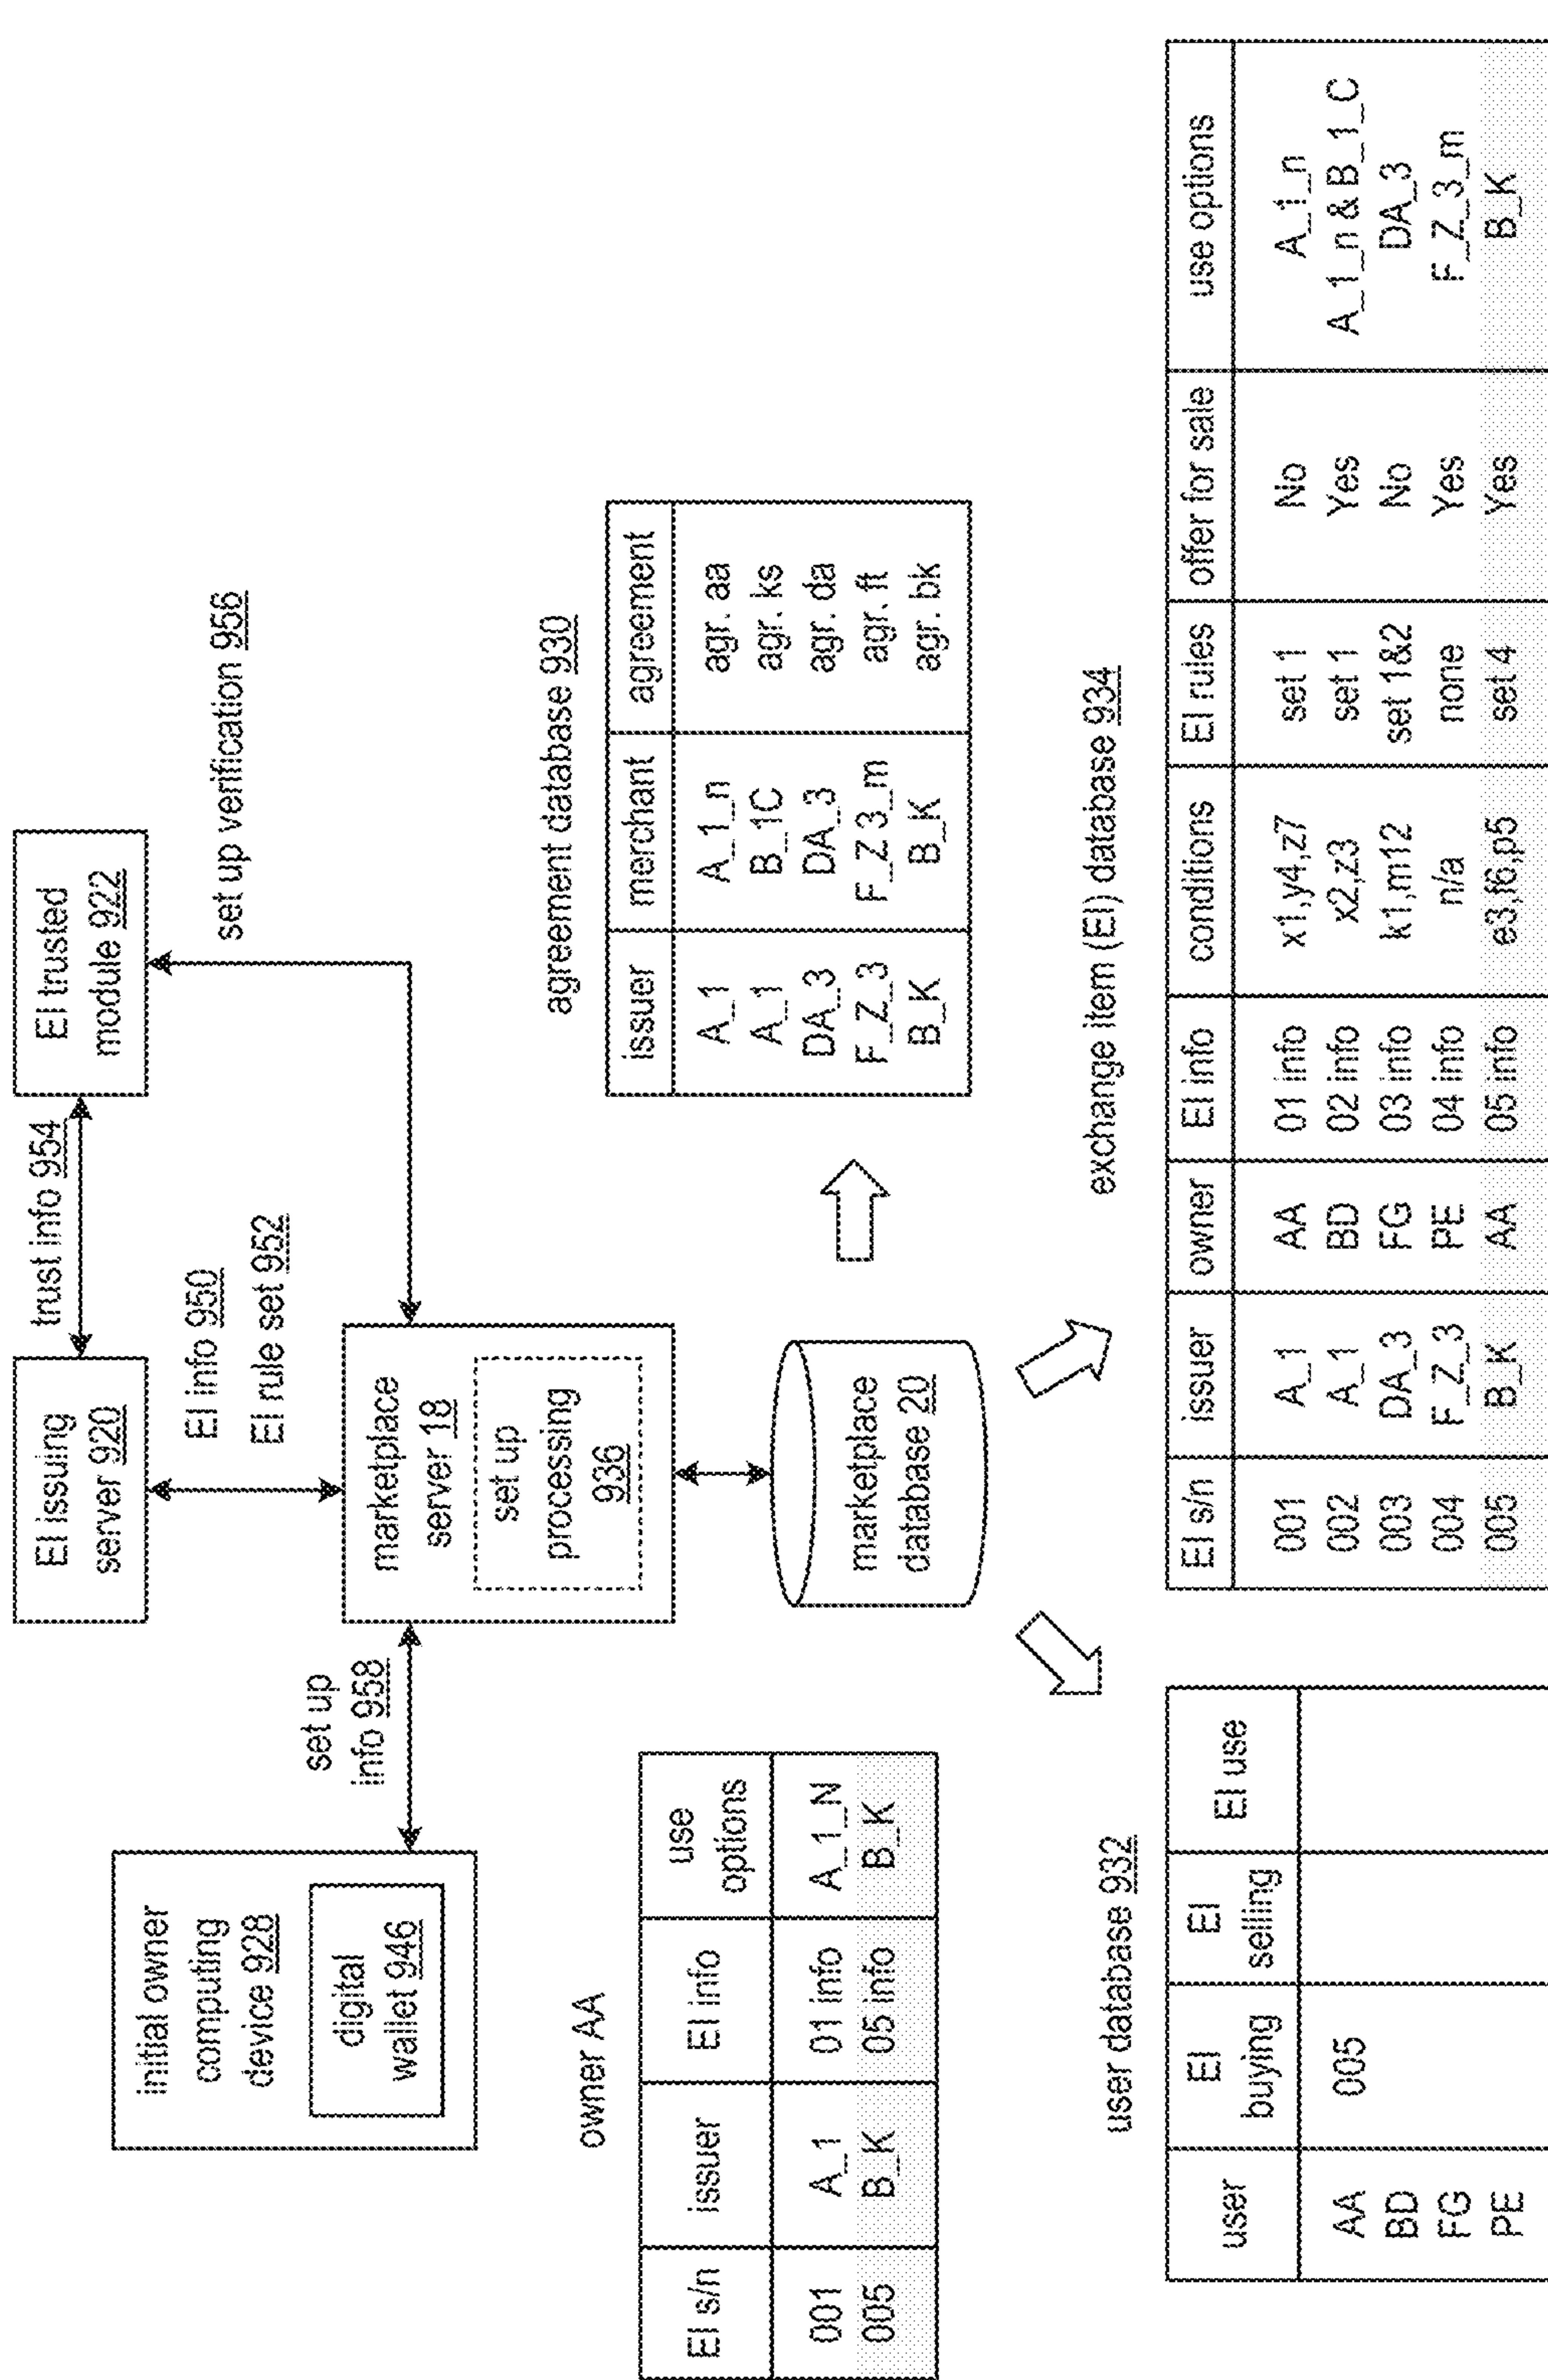 EI issuing
server 920
trust info 954
EI trusted
module 922
EI info 950
EI rule set 952
set up verification 956
initial owner
computing
device 928
digital
wallet 946
set up
info 958
marketplace
server 18
set up
processing
936
marketplace
database 20
owner AA
EI s/n issuer EI info use options
001 A_1 01 info A_1_N
005 B_K 05 info B_K
agreement database 930
issuer merchant agreement
A_1 A_1_n agr. aa
A_1 B_1C agr. ks
DA_3 DA_3 agr. da
F_Z_3 F_Z 3_m agr. ft
B_K B_K agr. bk
user database 932
user EI buying EI selling EI use
AA 005
BD
FG
PE
exchange item (EI) database 934
EI s/n issuer owner EI info conditions EI rules offer for sale use options
001 A_1 AA 01 info x1,y4,z7 set 1 No A_1_n
002 A_1 BD 02 info x2,z3 set 1 Yes A_1_n & B_1_C
003 DA_3 FG 03 info k1,m12 set 1&2 No DA_3
004 F_Z_3 PE 04 info n/a none Yes F_Z_3_m
005 B_K AA 05 info e3,f6,p5 set 4 Yes B_K